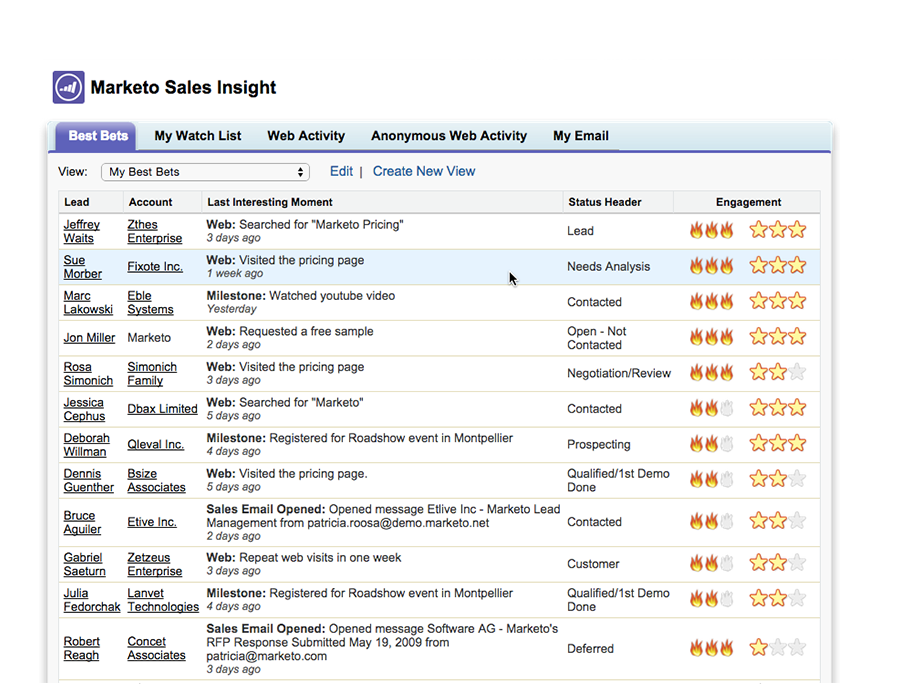 Marketo Sales Insight
Best Bets My Watch List Web Activity Anonymous Web Activity My Email
View: My Best Bets Edit | Create New View
Lead Account Last Interesting Moment Status Header Engagement
Jeffrey Waits Zthes Enterprise Web: Searched for "Marketo Pricing" Lead
3 days ago
Sue Morber Fixote Inc. Web: Visited the pricing page Needs Analysis
1 week ago
Marc Lakowski Eble Systems Milestone: Watched youtube video Contacted
Yesterday
Jon Miller Marketo Web: Requested a free sample Open - Not Contacted
2 days ago
Rosa Simonich Simonich Family Web: Visited the pricing page Negotiation/Review
3 days ago
Jessica Cephus Dbax Limited Web: Searched for "Marketo" Contacted
5 days ago
Deborah Willman Qleval Inc. Milestone: Registered for Roadshow event in Montpellier Prospecting
4 days ago
Dennis Guenther Bsize Associates Web: Visited the pricing page. Qualified/1st Demo Done
5 days ago
Bruce Aguiler Etive Inc. Sales Email Opened: Opened message Etlive Inc - Marketo Lead Contacted
Management from patricia.roosa@demo.marketo.net
2 days ago
Gabriel Saeturn Zetzeus Enterprise Web: Repeat web visits in one week Customer
3 days ago
Julia Fedorchak Lanvet Technologies Milestone: Registered for Roadshow event in Montpellier Qualified/1st Demo Done
4 days ago
Robert Reagh Concet Associates Sales Email Opened: Opened message Software AG - Marketo's Deferred
RFP Response Submitted May 19, 2009 from
patricia@marketo.com
3 days ago